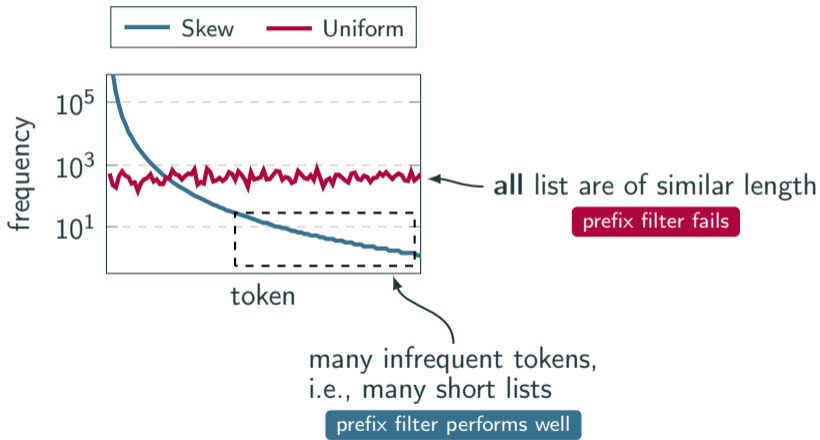 Skew
Uniform
10^5
10^3
10^1
frequency
token
all list are of similar length
prefix filter fails
many infrequent tokens,
i.e., many short lists
prefix filter performs well